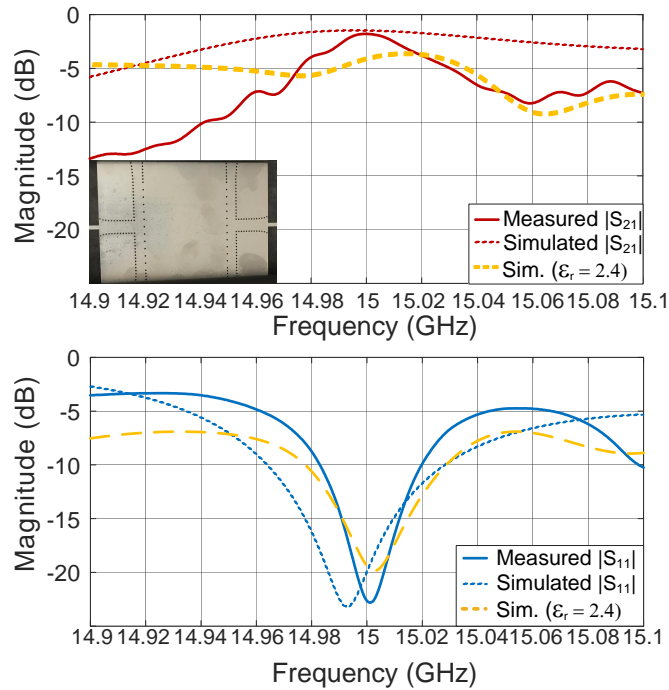 0
-5
-10
-15
-20
Magnitude (dB)
Measured |S21|
Simulated |S21|
Sim. (εr = 2.4)
14.9 14.92 14.94 14.96 14.98 15 15.02 15.04 15.06 15.08 15.1
Frequency (GHz)
0
-5
-10
-15
-20
Magnitude (dB)
Measured |S11|
Simulated |S11|
Sim. (εr = 2.4)
14.9 14.92 14.94 14.96 14.98 15 15.02 15.04 15.06 15.08 15.1
Frequency (GHz)